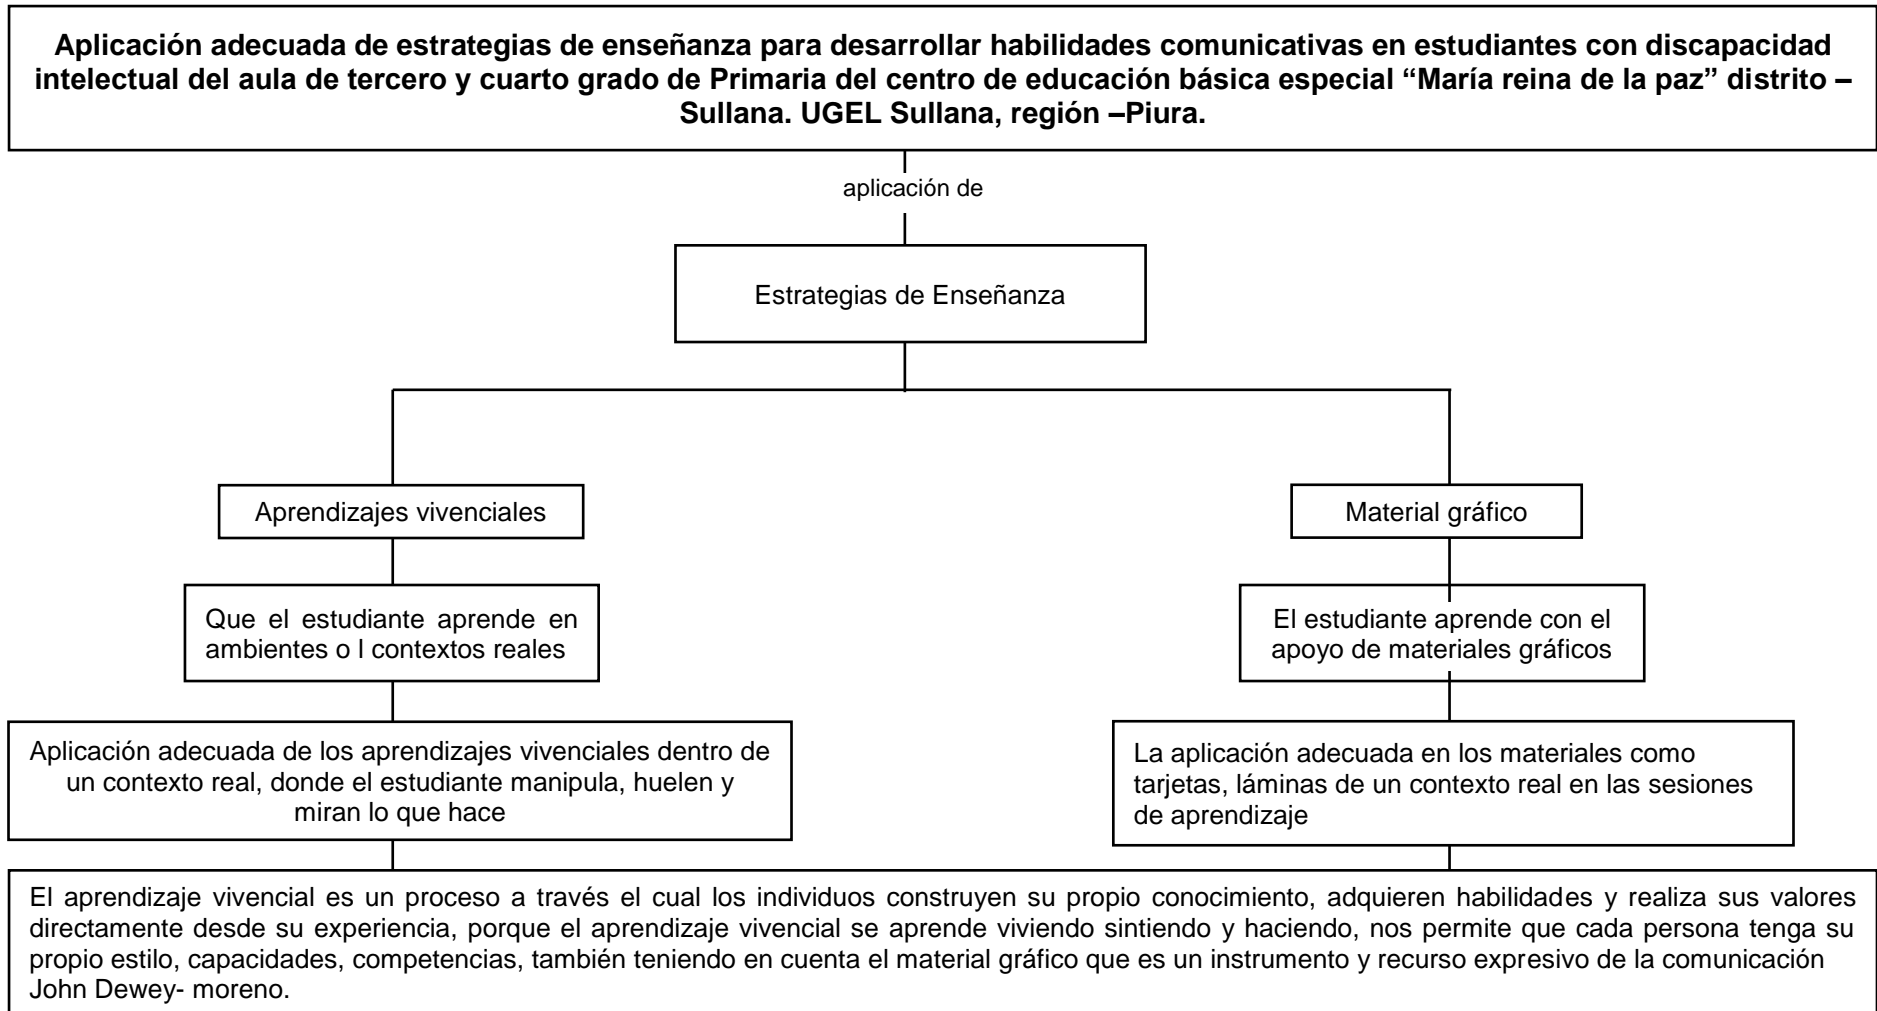 Aplicación adecuada de estrategias de enseñanza para desarrollar habilidades comunicativas en estudiantes con discapacidad
intelectual del aula de tercero y cuarto grado de Primaria del centro de educación básica especial “María reina de la paz” distrito –
Sullana. UGEL Sullana, región –Piura.
aplicación de
Estrategias de Enseñanza
Aprendizajes vivenciales
Que el estudiante aprende en
ambientes o l contextos reales
Aplicación adecuada de los aprendizajes vivenciales dentro de
un contexto real, donde el estudiante manipula, huelen y
miran lo que hace
Material gráfico
El estudiante aprende con el
apoyo de materiales gráficos
La aplicación adecuada en los materiales como
tarjetas, láminas de un contexto real en las sesiones
de aprendizaje
El aprendizaje vivencial es un proceso a través el cual los individuos construyen su propio conocimiento, adquieren habilidades y realiza sus valores
directamente desde su experiencia, porque el aprendizaje vivencial se aprende viviendo sintiendo y haciendo, nos permite que cada persona tenga su
propio estilo, capacidades, competencias, también teniendo en cuenta el material gráfico que es un instrumento y recurso expresivo de la comunicación
John Dewey- moreno.